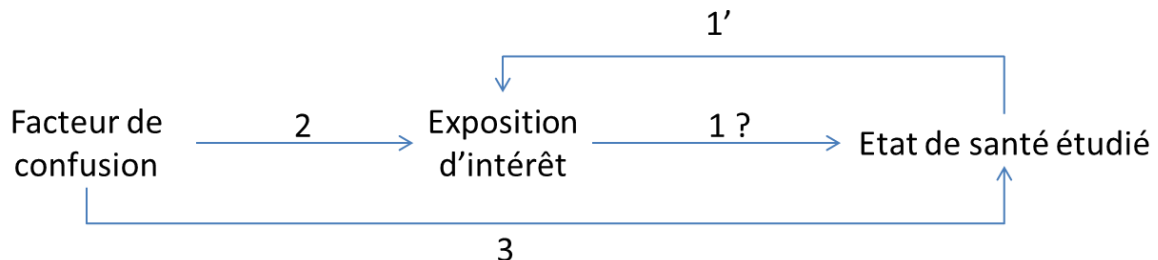 1’
Facteur de
confusion
2
Exposition
d’intérêt
1 ?
Etat de santé étudié
3